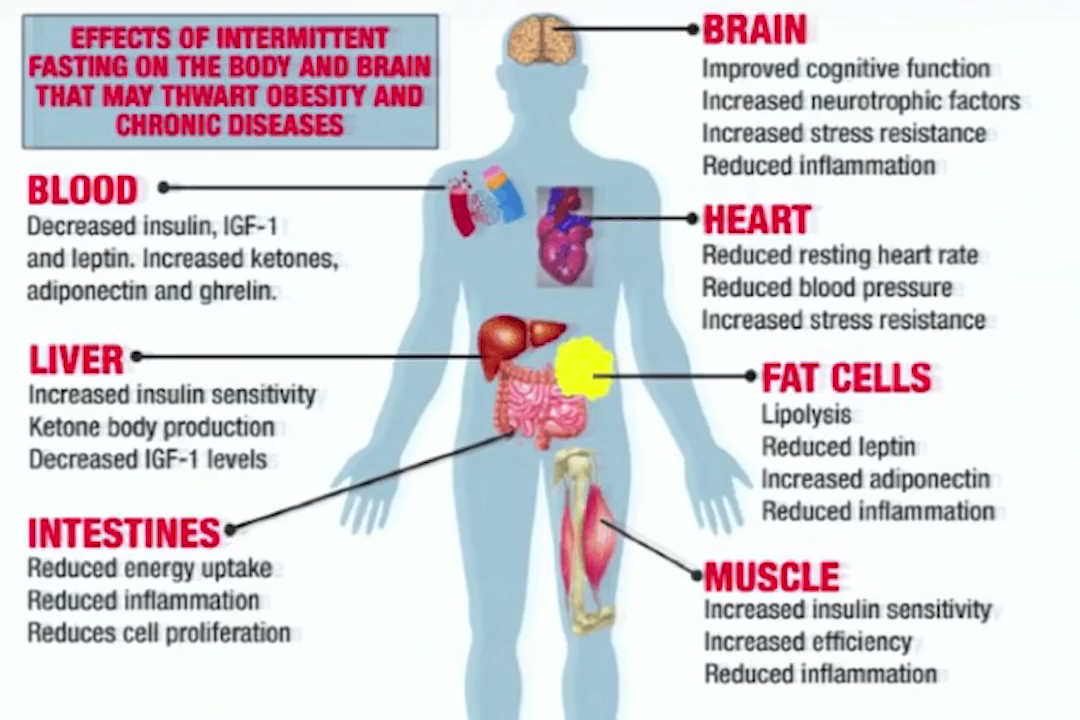 EFFECTS OF INTERMITTENT
FASTING ON THE BODY AND BRAIN
THAT MAY THWART OBESITY AND
CHRONIC DISEASES
BLOOD
Decreased insulin, IGF-1
and leptin. Increased ketones,
adiponectin and ghrelin.
LIVER
Increased insulin sensitivity
Ketone body production
Decreased IGF-1 levels
INTESTINES
Reduced energy uptake
Reduced inflammation
Reduces cell proliferation
BRAIN
Improved cognitive function
Increased neurotrophic factors
Increased stress resistance
Reduced inflammation
HEART
Reduced resting heart rate
Reduced blood pressure
Increased stress resistance
FAT CELLS
Lipolysis
Reduced leptin
Increased adiponectin
Reduced inflammation
MUSCLE
Increased insulin sensitivity
Increased efficiency
Reduced inflammation